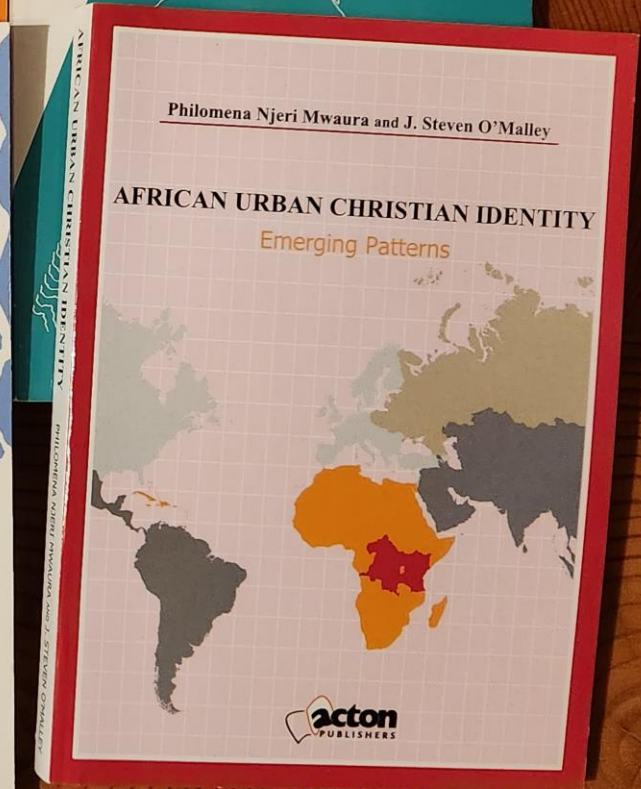 Philomena Njeri Mwaura and J. Steven O'Malley
AFRICAN URBAN CHRISTIAN IDENTITY
Emerging Patterns
acton
PUBLISHERS
AFRICAN URBAN CHRISTIAN IDENTITY PHILOMENA NJERI MWAURA AND J. STEVEN O'MALLEY